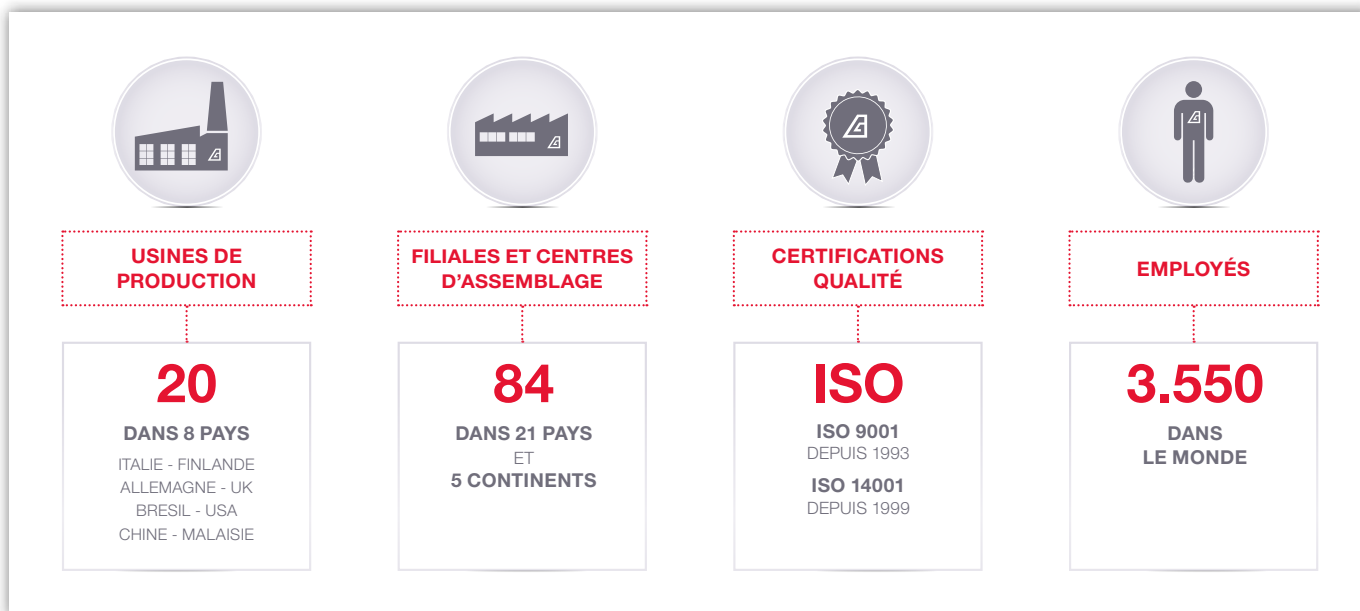 USINES DE
PRODUCTION
20
DANS 8 PAYS
ITALIE - FINLANDE
ALLEMAGNE - UK
BRESIL - USA
CHINE - MALAISIE
FILIALES ET CENTRES
D'ASSEMBLAGE
84
DANS 21 PAYS
ET
5 CONTINENTS
CERTIFICATIONS
QUALITÉ
ISO
ISO 9001
DEPUIS 1993
ISO 14001
DEPUIS 1999
EMPLOYÉS
3.550
DANS
LE MONDE